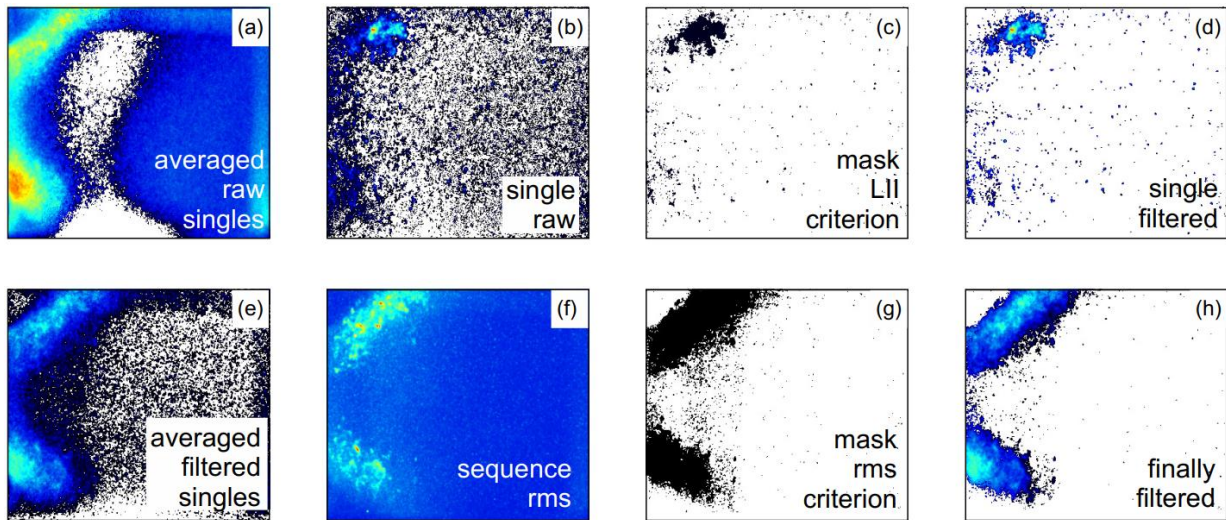 (a)
averaged
raw
singles
(b)
single
raw
(c)
mask
LII
criterion
(d)
single
filtered
(e)
averaged
filtered
singles
(f)
sequence
rms
(g)
mask
rms
criterion
(h)
finally
filtered